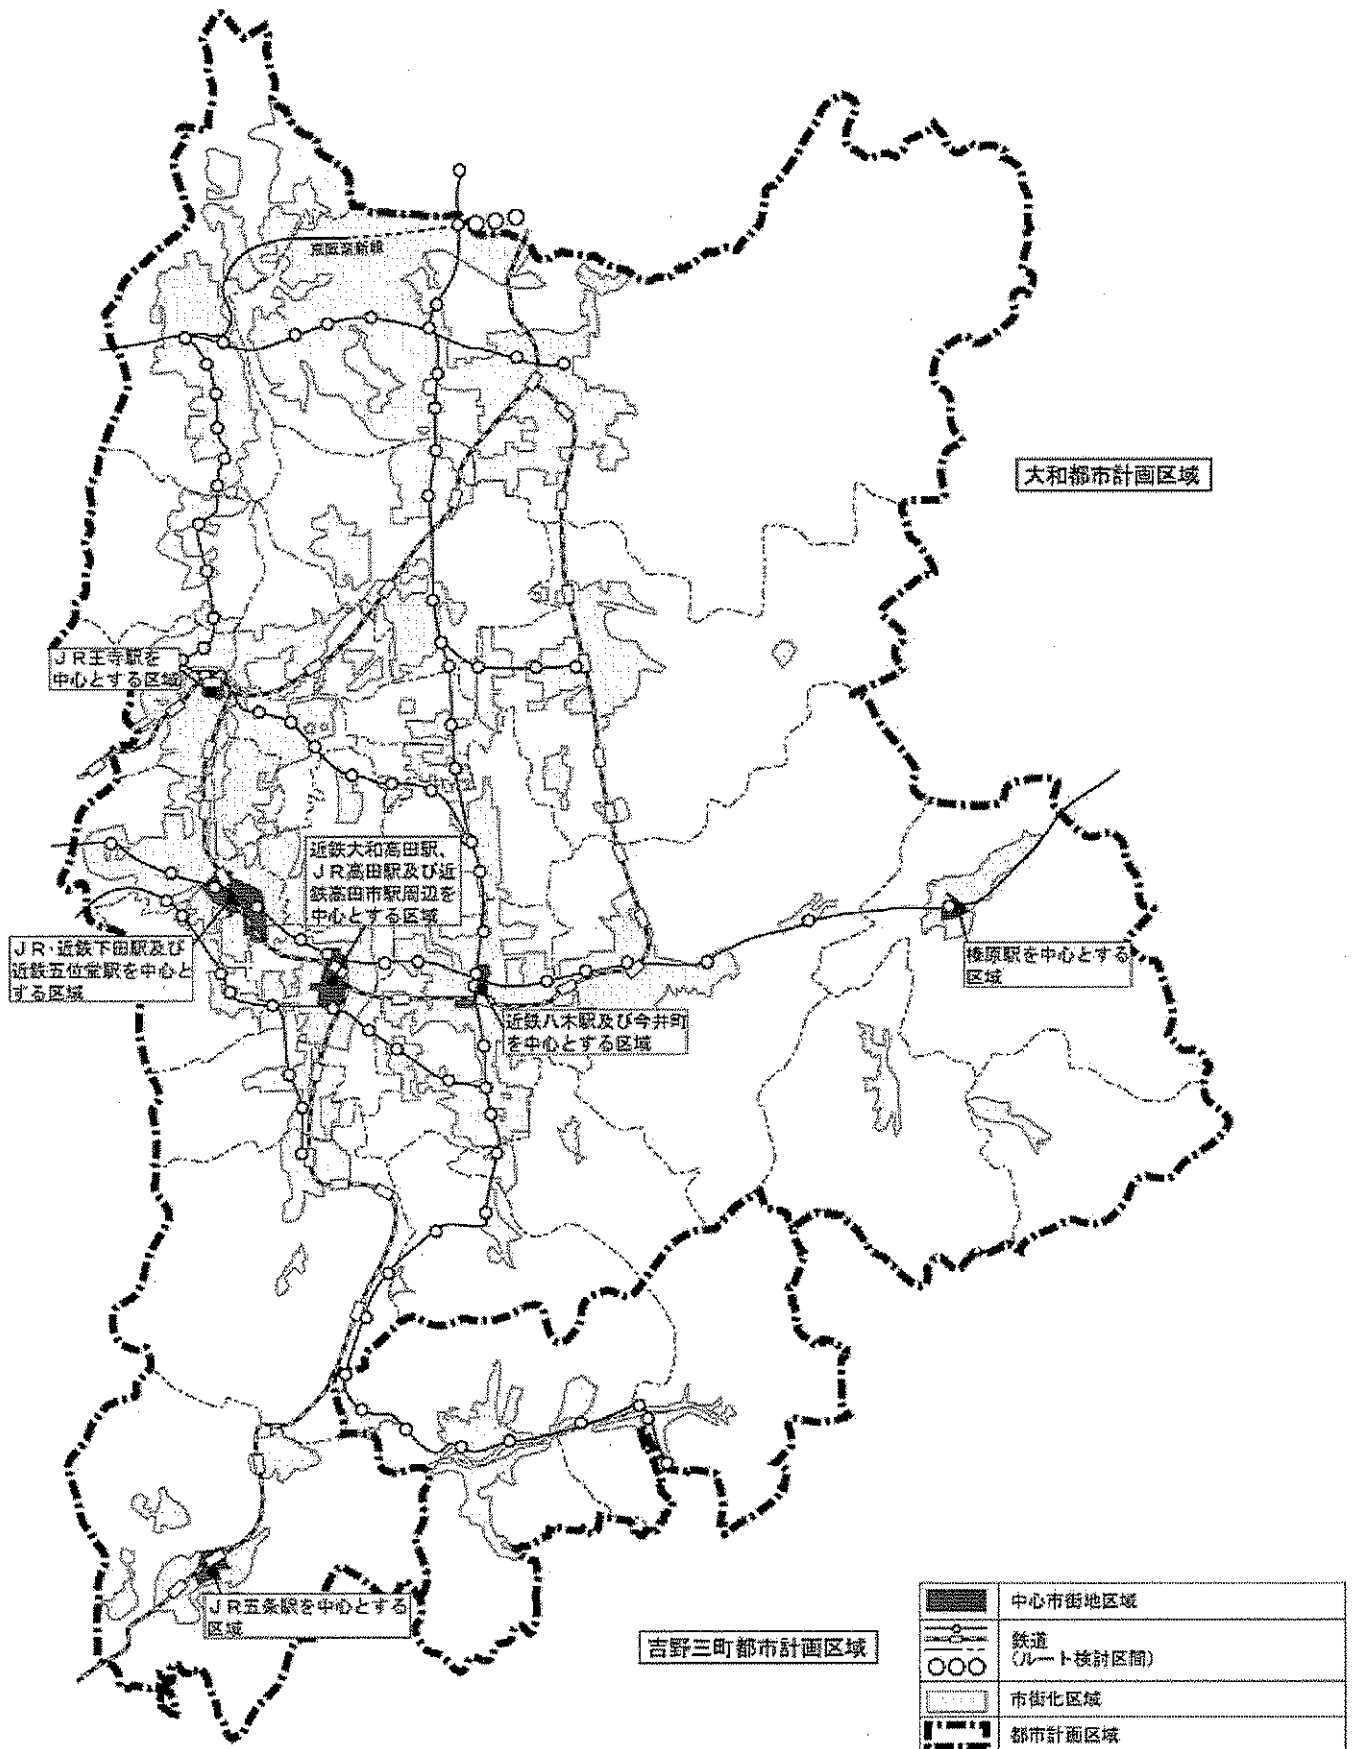 京阪奈新線
大和都市計画区域
JR王寺駅を
中心とする区域
近鉄大和高田駅、
JR高田駅及び近
鉄高田市駅周辺を
中心とする区域
JR・近鉄下田駅及び
近鉄五位堂駅を中心と
する区域
榛原駅を中心とする
区域
近鉄八木駅及び今井町
を中心とする区域
JR五条駅を中心とする
区域
吉野三町都市計画区域
中心市街地区域
鉄道
(ルート検討区間)
市街化区域
都市計画区域